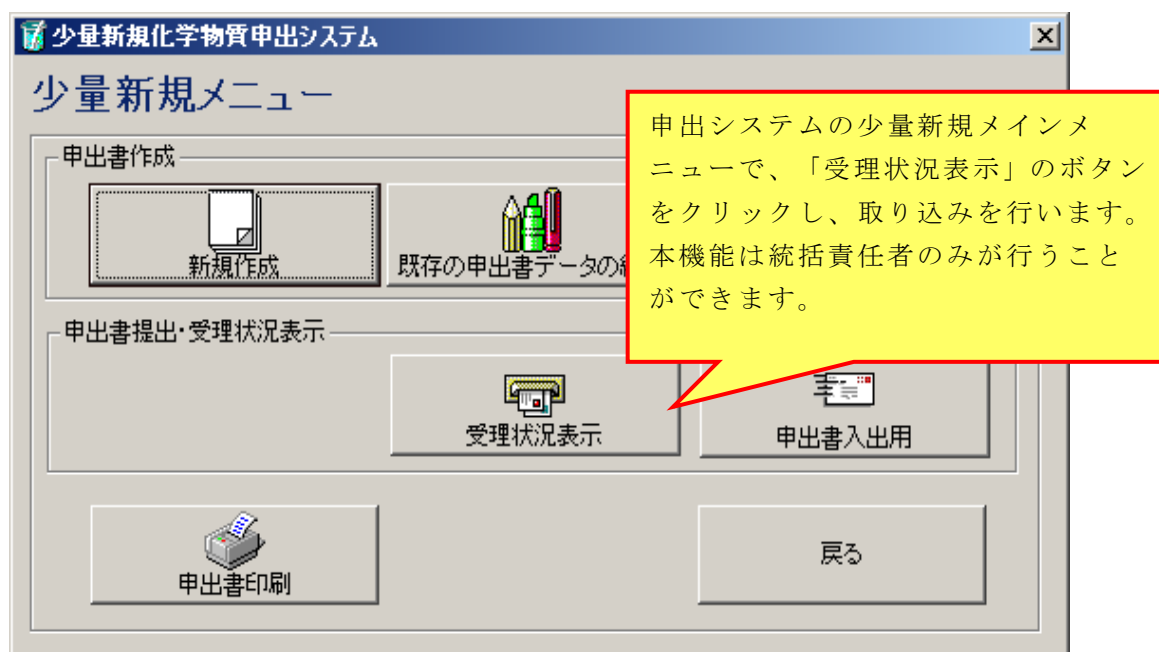 少量新規化学物質申出システム
少量新規メニュー
申出書作成
新規作成
既存の申出書データの
申出システムの少量新規メインメ
ニューで、「受理状況表示」のボタン
をクリックし、取り込みを行います。
本機能は統括責任者のみが行うこと
ができます。
申出書提出・受理状況表示
受理状況表示
申出書入出用
申出書印刷
戻る